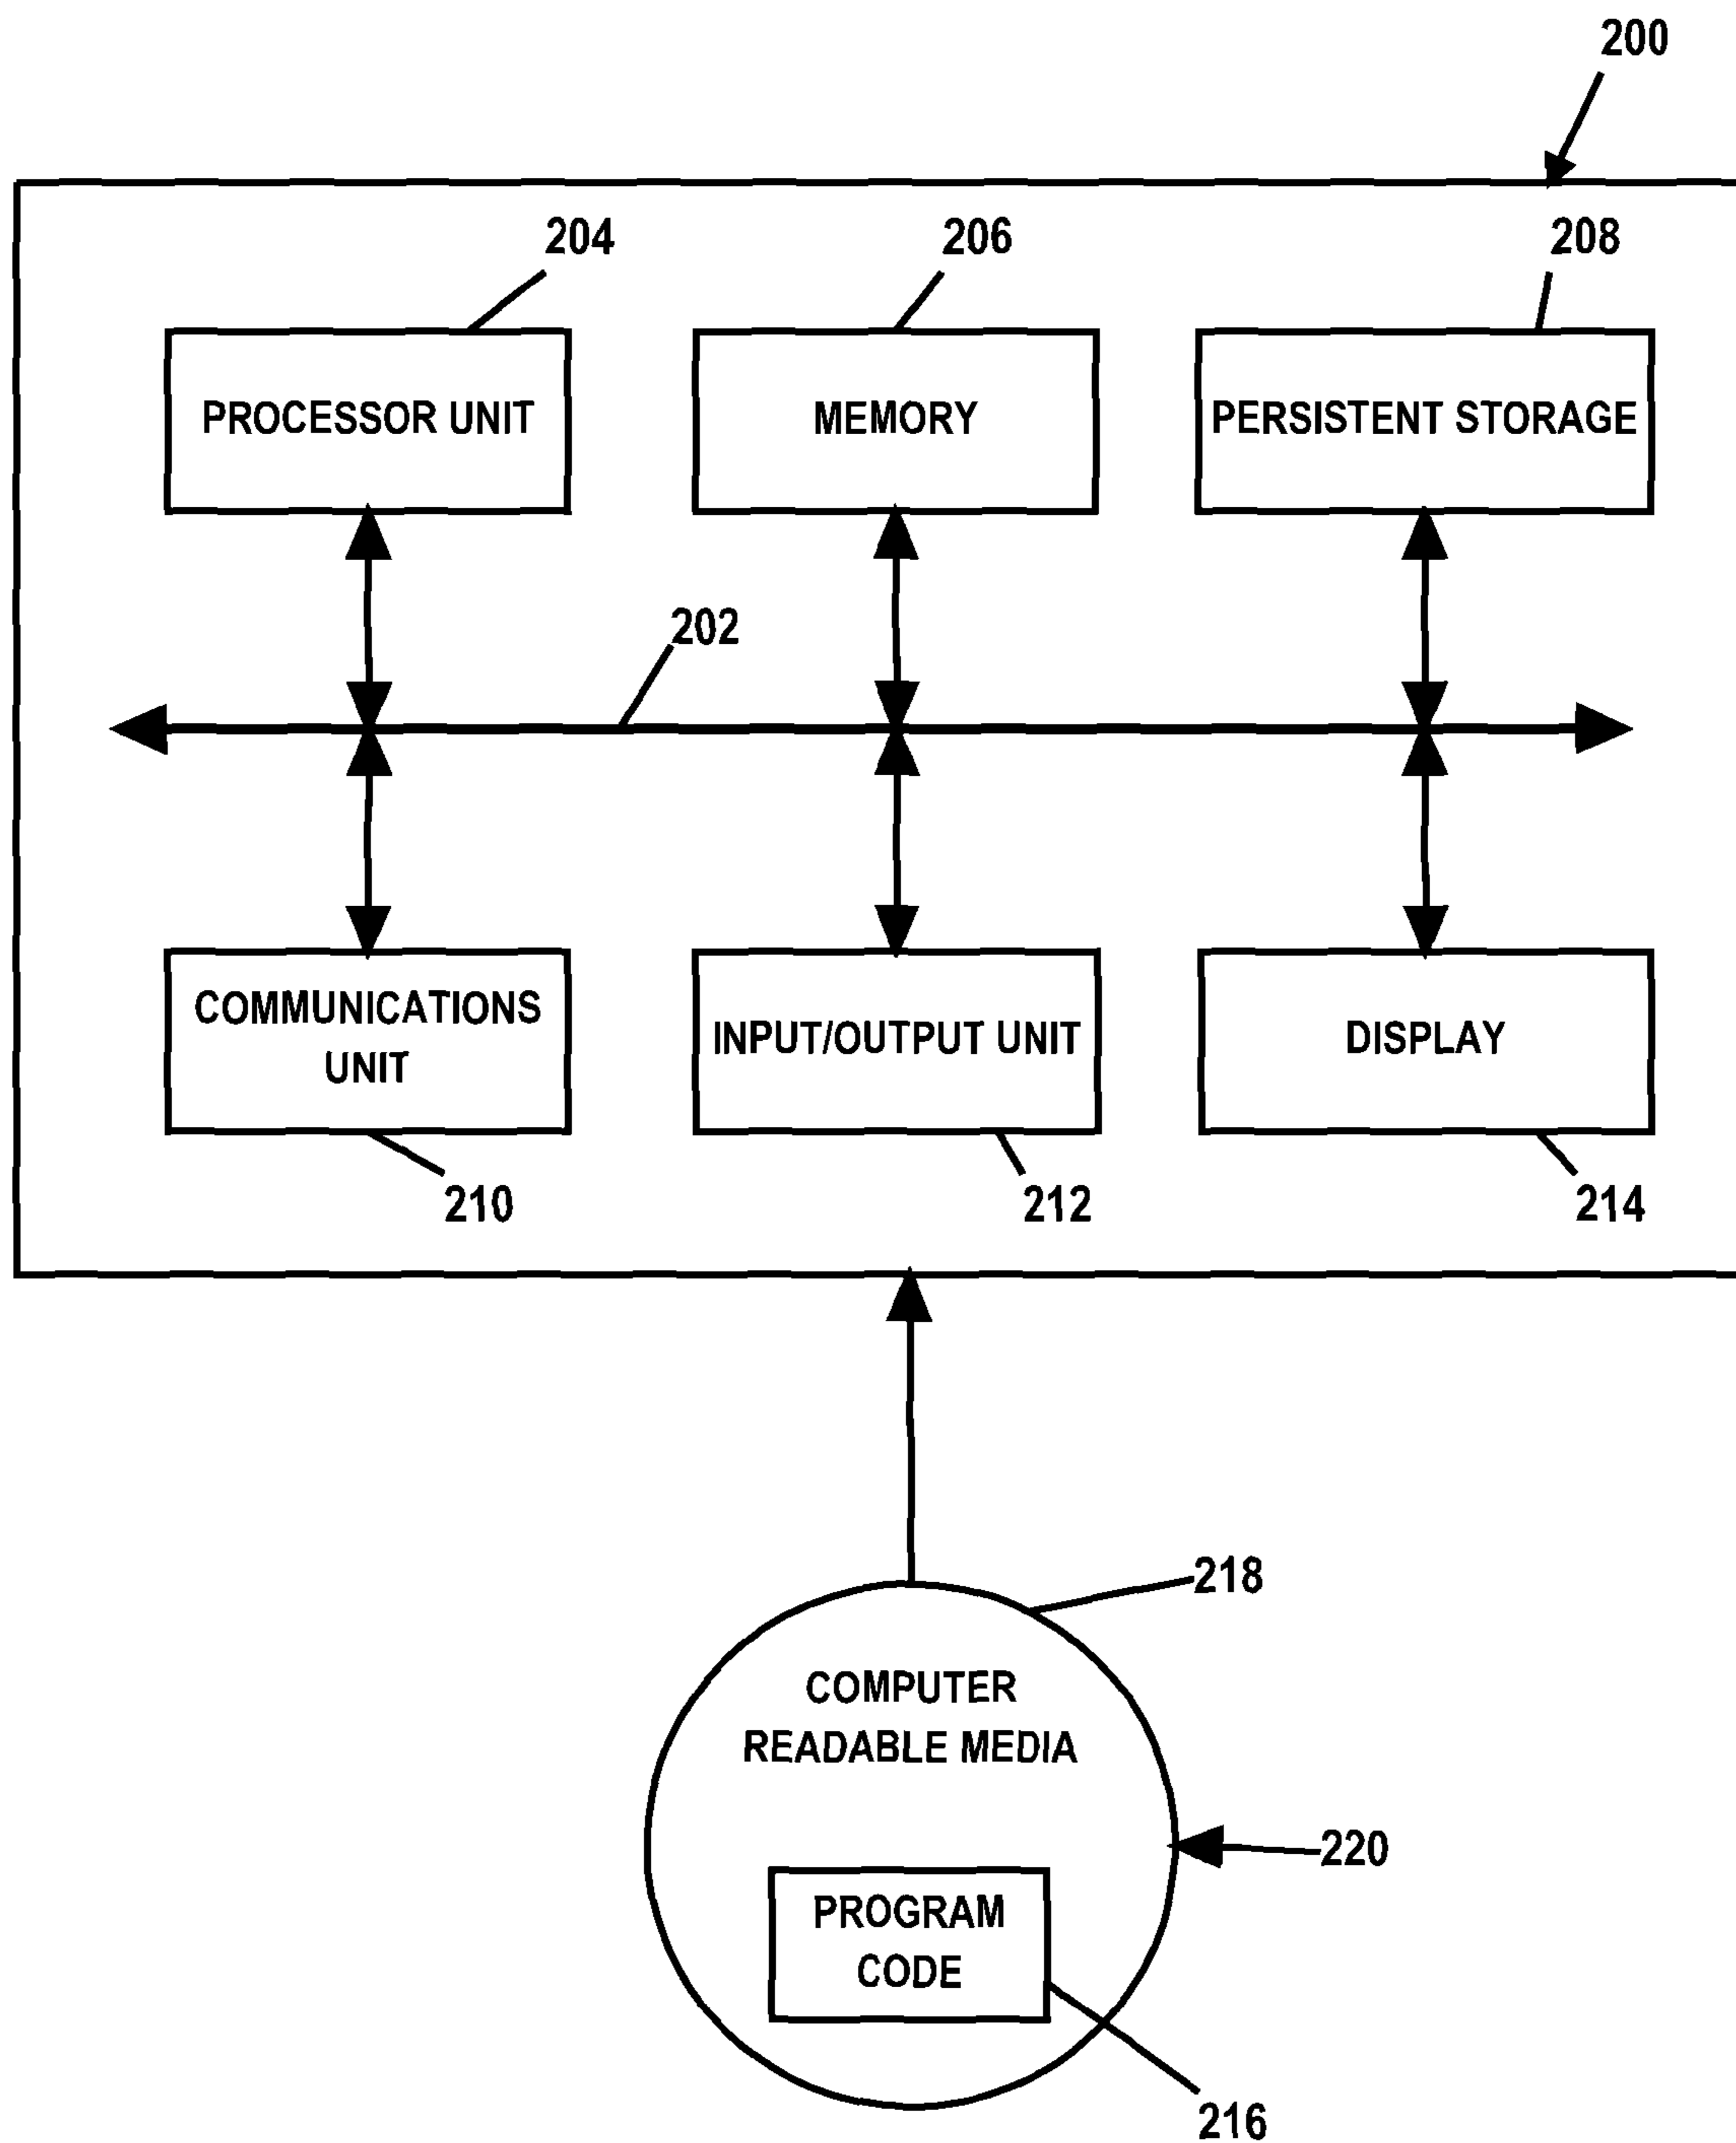 200
204
206
208
PROCESSOR UNIT
MEMORY
PERSISTENT STORAGE
202
COMMUNICATIONS
UNIT
INPUT/OUTPUT UNIT
DISPLAY
210
212
214
218
COMPUTER
READABLE MEDIA
220
PROGRAM
CODE
216